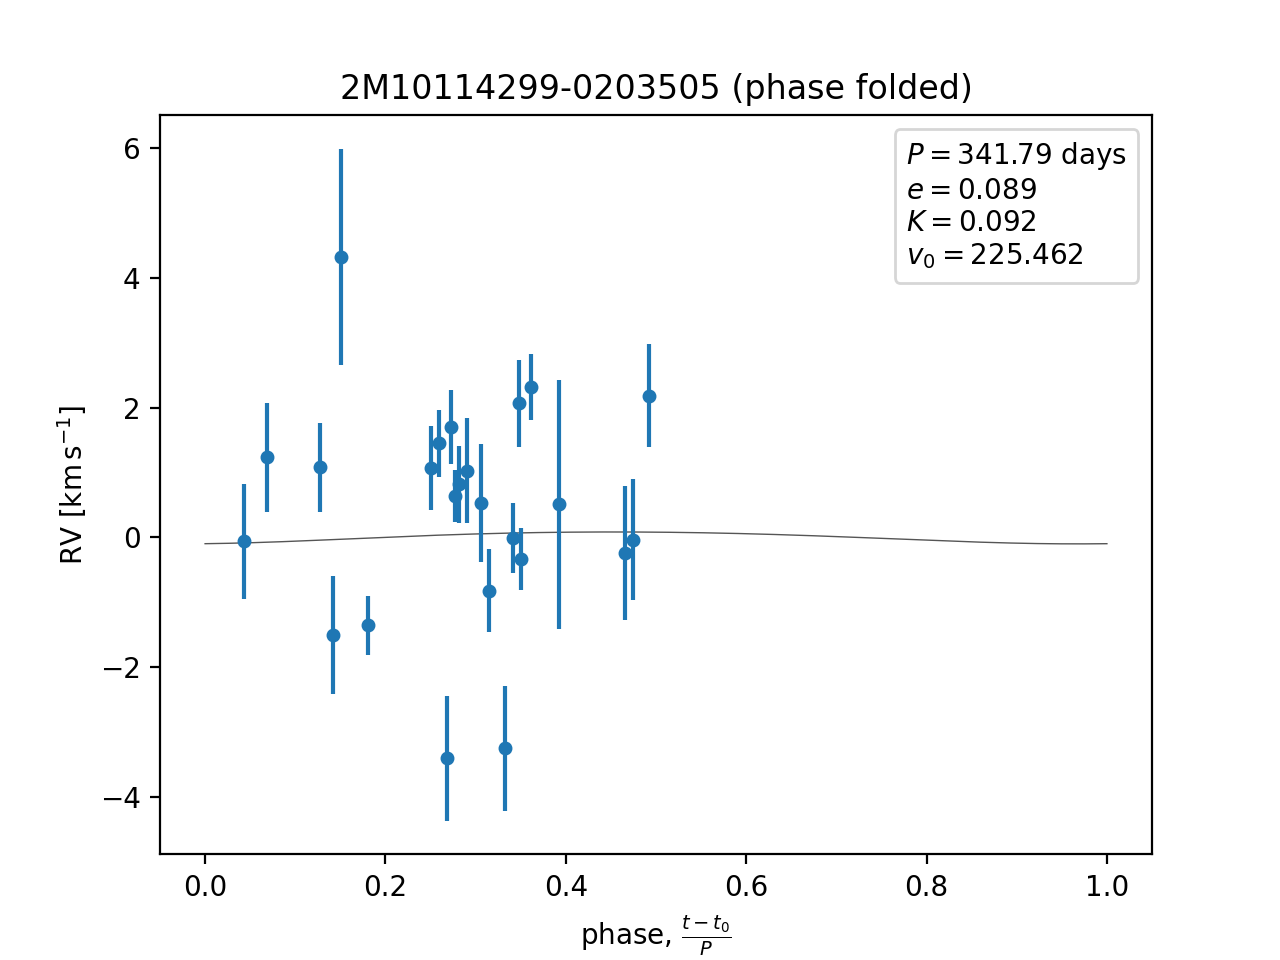 2M10114299-0203505 (phase folded)
P = 341.79 days
e = 0.089
K = 0.092
v₀ = 225.462
6
4
2
0
−2
−4
RV [km s⁻¹]
0.0 0.2 0.4 0.6 0.8 1.0
phase, (t − t₀)/P